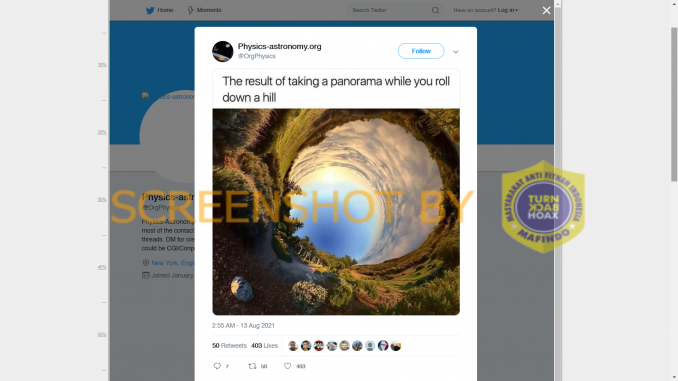 Home
Moments
Search Twitter
Have an account? Log in
Physics-astronomy.org
@OrgPhysics
Follow
The result of taking a panorama while you roll
down a hill
SCREENSHOT BY
MASYARAKAT ANTI FITNAH INDONESIA
TURN
BACK
HOAX
MAFINDO
Physics-astr
@OrgPhy
Physics-Astronomy
most of the contact
threads. DM for cre
could be CGI/Comp
New York, Engl
Joined January
2:55 AM - 13 Aug 2021
50 Retweets 403 Likes
7
50
403